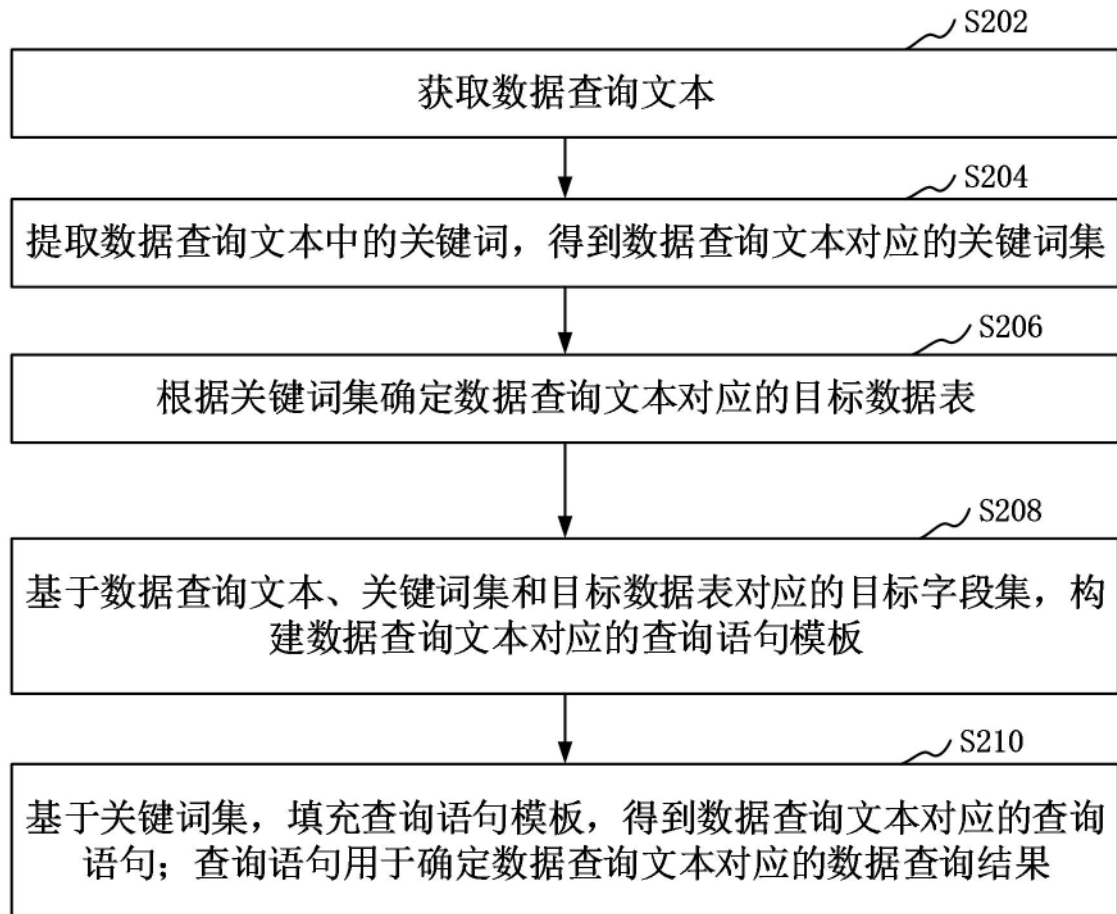 S202
获取数据查询文本
S204
提取数据查询文本中的关键词，得到数据查询文本对应的关键词集
S206
根据关键词集确定数据查询文本对应的目标数据表
S208
基于数据查询文本、关键词集和目标数据表对应的目标字段集，构
建数据查询文本对应的查询语句模板
S210
基于关键词集，填充查询语句模板，得到数据查询文本对应的查询
语句；查询语句用于确定数据查询文本对应的数据查询结果